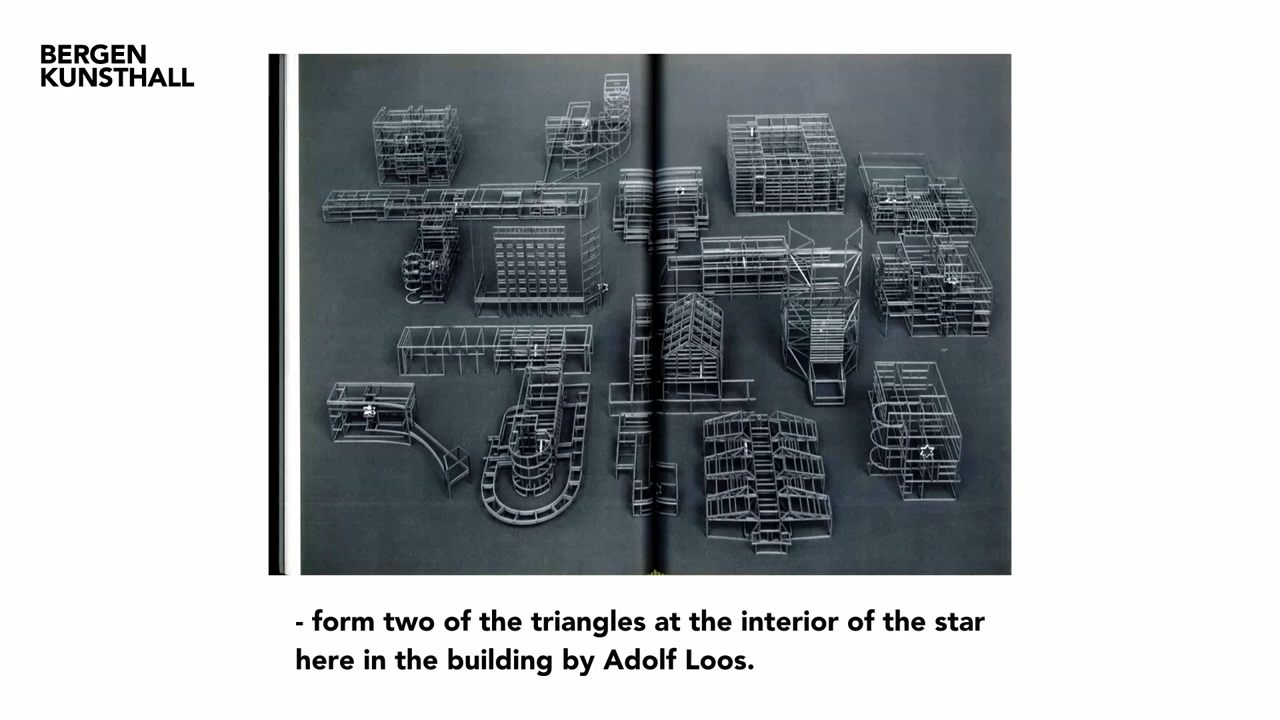 BERGEN
KUNSTHALL
- form two of the triangles at the interior of the star
here in the building by Adolf Loos.